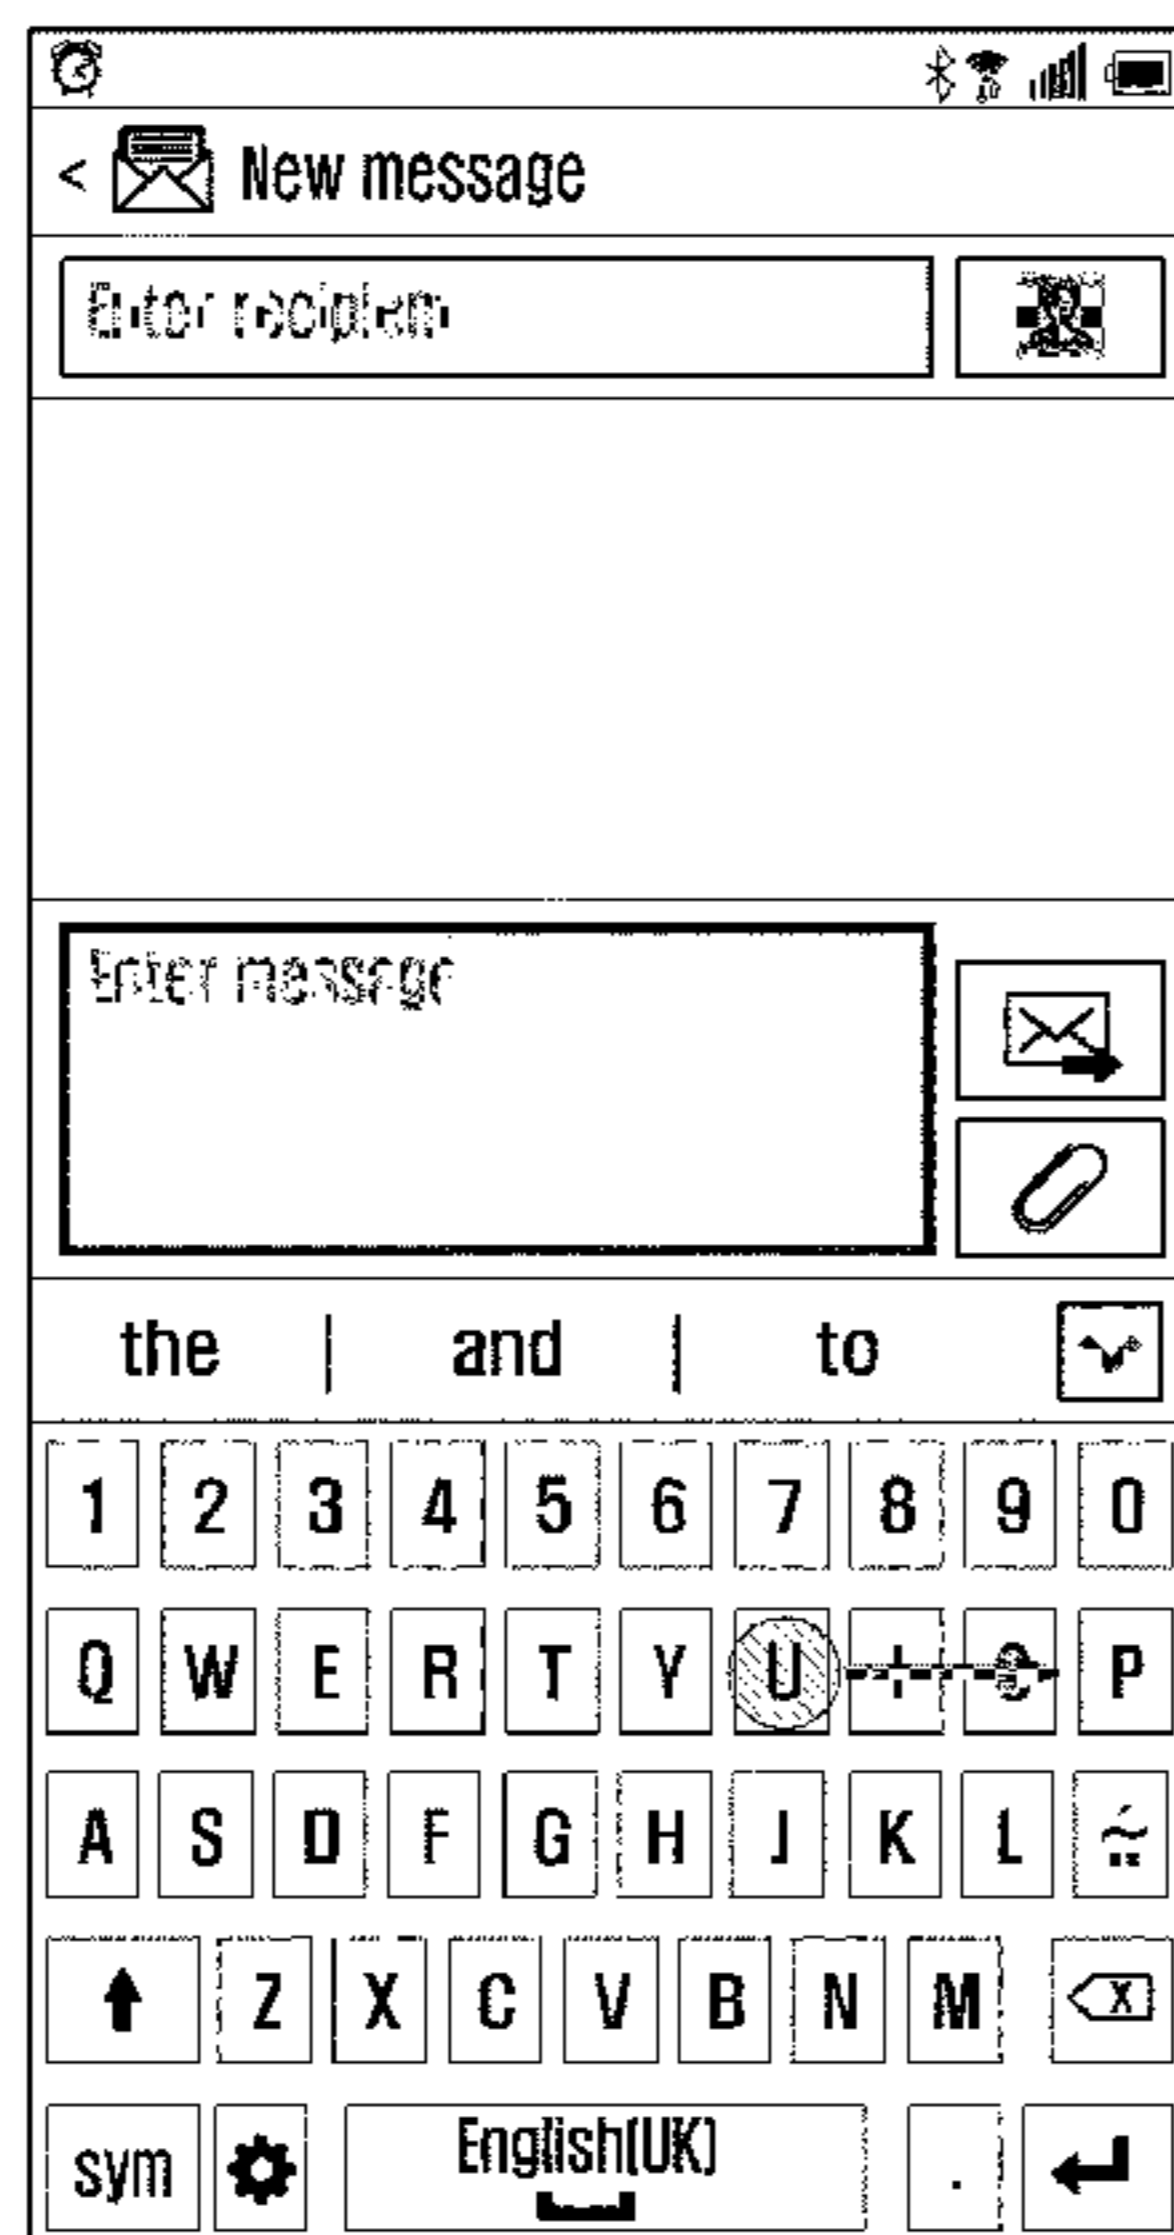 < New message
Enter recipient
Enter message
the | and | to
1 2 3 4 5 6 7 8 9 0
Q W E R T Y U I O P
A S D F G H J K L
Z X C V B N M X
sym English(UK) .